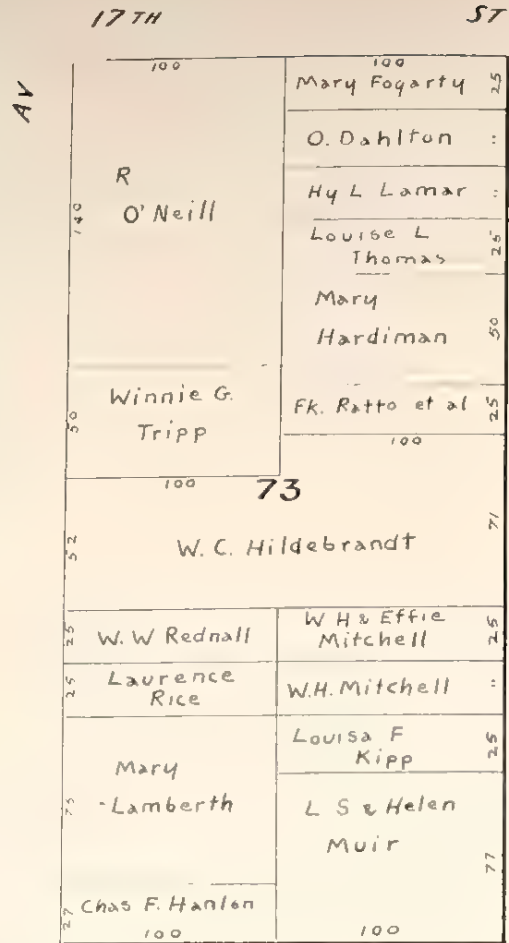 17TH ST
AV
100
100
Mary Fogarty 25
O. Dahlton "
R
O'Neill
140
Hy L Lamar "
Louise L
Thomas 25
Mary
Hardiman 50
Winnie G.
Tripp
50
Fk. Ratto et al 25
100
100
73
52
W. C. Hildebrandt
71
25 W. W Rednall
W H & Effie
Mitchell 25
25 Laurence
Rice
W.H. Mitchell "
Louisa F
Kipp 25
Mary
Lamberth
75
L S & Helen
Muir
77
27 Chas F. Hanlon
100
100